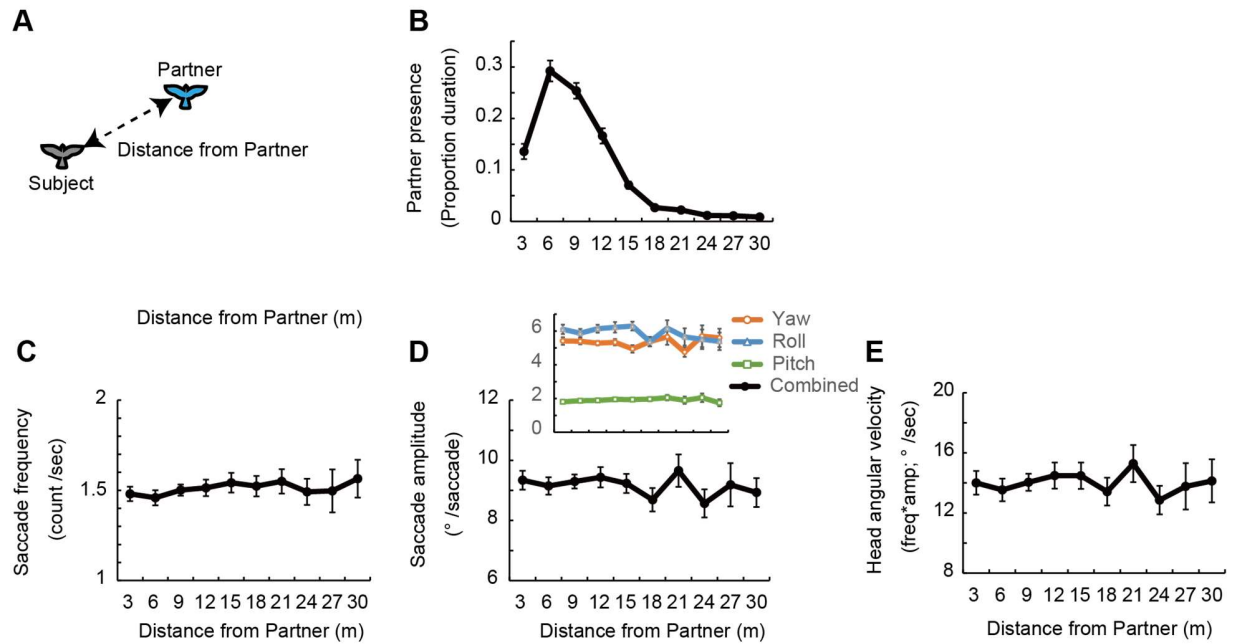 A
Partner
Distance from Partner
Subject
B
Partner presence
(Proportion duration)
0.3
0.2
0.1
0
3 6 9 12 15 18 21 24 27 30
Distance from Partner (m)
C
Saccade frequency
(count /sec)
2
1.5
1
3 6 9 12 15 18 21 24 27 30
Distance from Partner (m)
D
Saccade amplitude
(° /saccade)
12
10
8
6
3 6 9 12 15 18 21 24 27 30
Distance from Partner (m)
6
4
2
0
Yaw
Roll
Pitch
Combined
E
Head angular velocity
(freq*amp: ° /sec)
20
16
12
8
3 6 9 12 15 18 21 24 27 30
Distance from Partner (m)